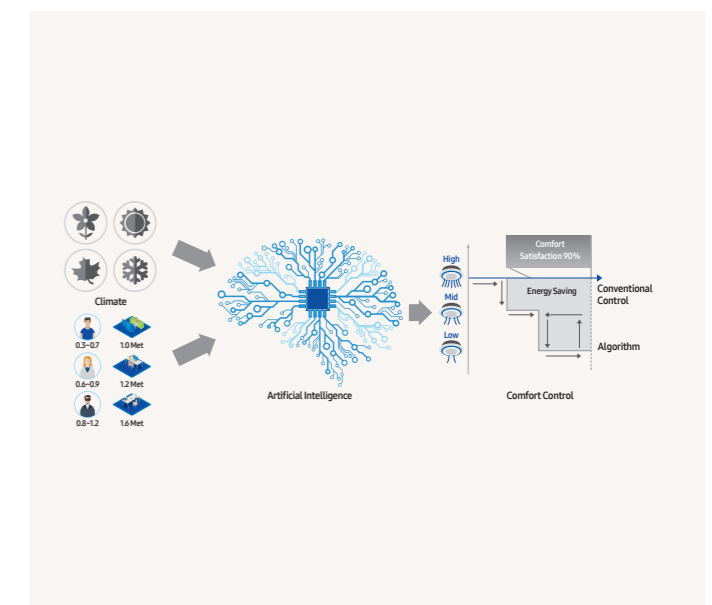 Climate
0.3~0.7
1.0 Met
0.6~0.9
1.2 Met
0.8~1.2
1.6 Met
Artificial Intelligence
High
Mid
Low
Comfort
Satisfaction 90%
Energy Saving
Conventional
Control
Algorithm
Comfort Control